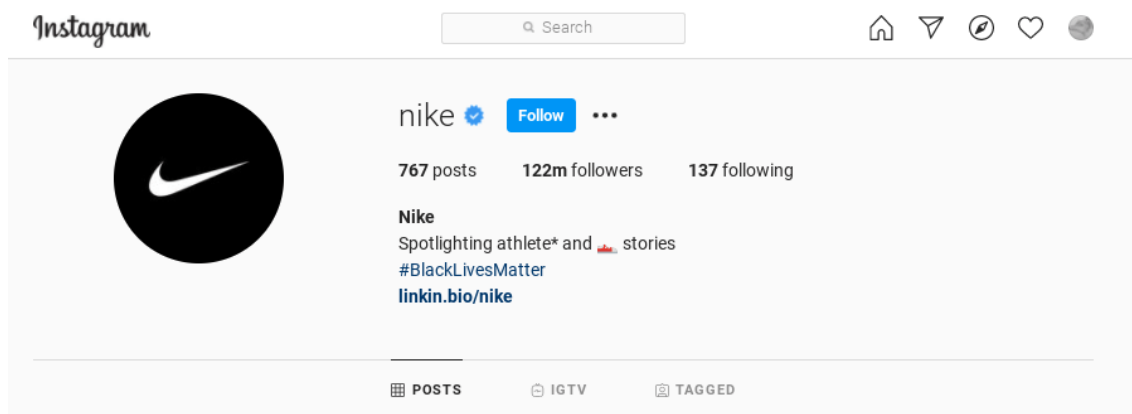 Instagram
Search
nike Follow
767 posts 122m followers 137 following
Nike
Spotlighting athlete* and 👟 stories
#BlackLivesMatter
linkin.bio/nike
POSTS IGTV TAGGED